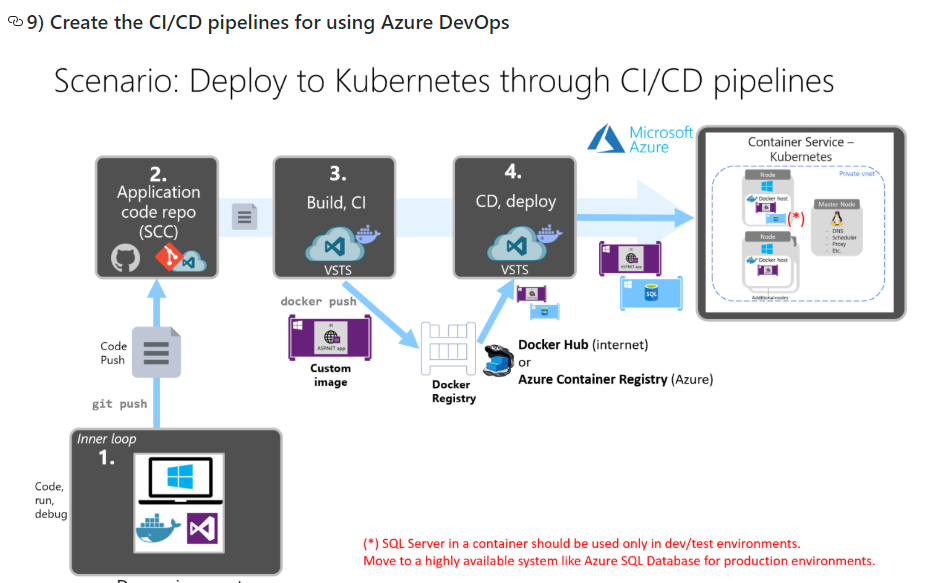 9) Create the CI/CD pipelines for using Azure DevOps
Scenario: Deploy to Kubernetes through CI/CD pipelines
Microsoft
Azure
Container Service –
Kubernetes
Private vnet
Node
Docker host
(*)
Master Node
- DNS
- Scheduler
- Proxy
- Etc.
Node
Docker host
Additional nodes
2.
Application
code repo
(SCC)
3.
Build, CI
VSTS
4.
CD, deploy
VSTS
ASP.NET app
SQL
docker push
ASP.NET app
Custom
image
Docker
Registry
Docker Hub (internet)
or
Azure Container Registry (Azure)
Code
Push
git push
Inner loop
1.
Code,
run,
debug
(*) SQL Server in a container should be used only in dev/test environments.
Move to a highly available system like Azure SQL Database for production environments.